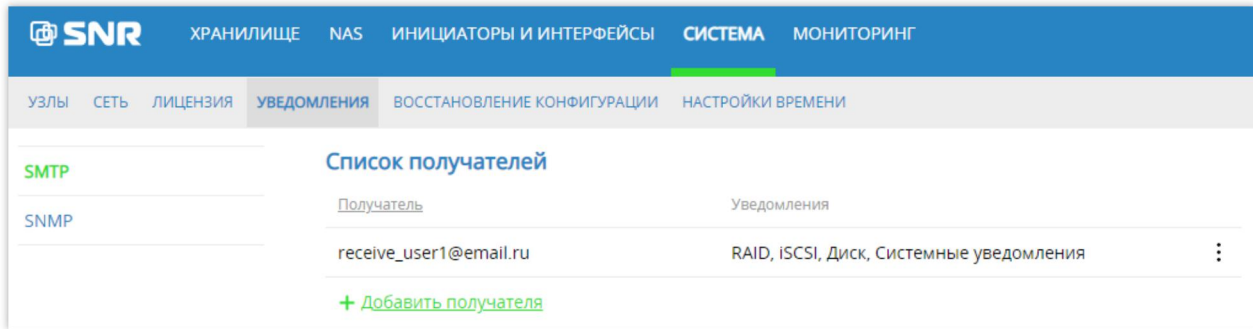 SNR ХРАНИЛИЩЕ NAS ИНИЦИАТОРЫ И ИНТЕРФЕЙСЫ СИСТЕМА МОНИТОРИНГ
УЗЛЫ СЕТЬ ЛИЦЕНЗИЯ УВЕДОМЛЕНИЯ ВОССТАНОВЛЕНИЕ КОНФИГУРАЦИИ НАСТРОЙКИ ВРЕМЕНИ
SMTP
SNMP
Список получателей
Получатель Уведомления
receive_user1@email.ru RAID, iSCSI, Диск, Системные уведомления
+ Добавить получателя